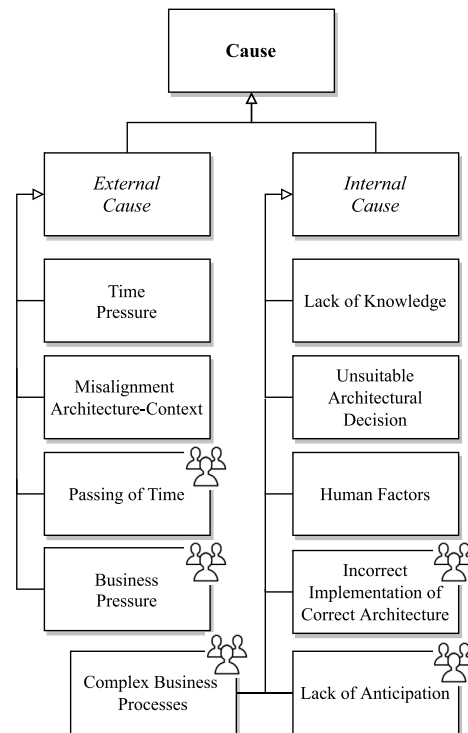 Cause
External
Cause
Internal
Cause
Time
Pressure
Lack of Knowledge
Misalignment
Architecture-Context
Unsuitable
Architectural
Decision
Passing of Time
Human Factors
Business
Pressure
Incorrect
Implementation of
Correct Architecture
Complex Business
Processes
Lack of Anticipation